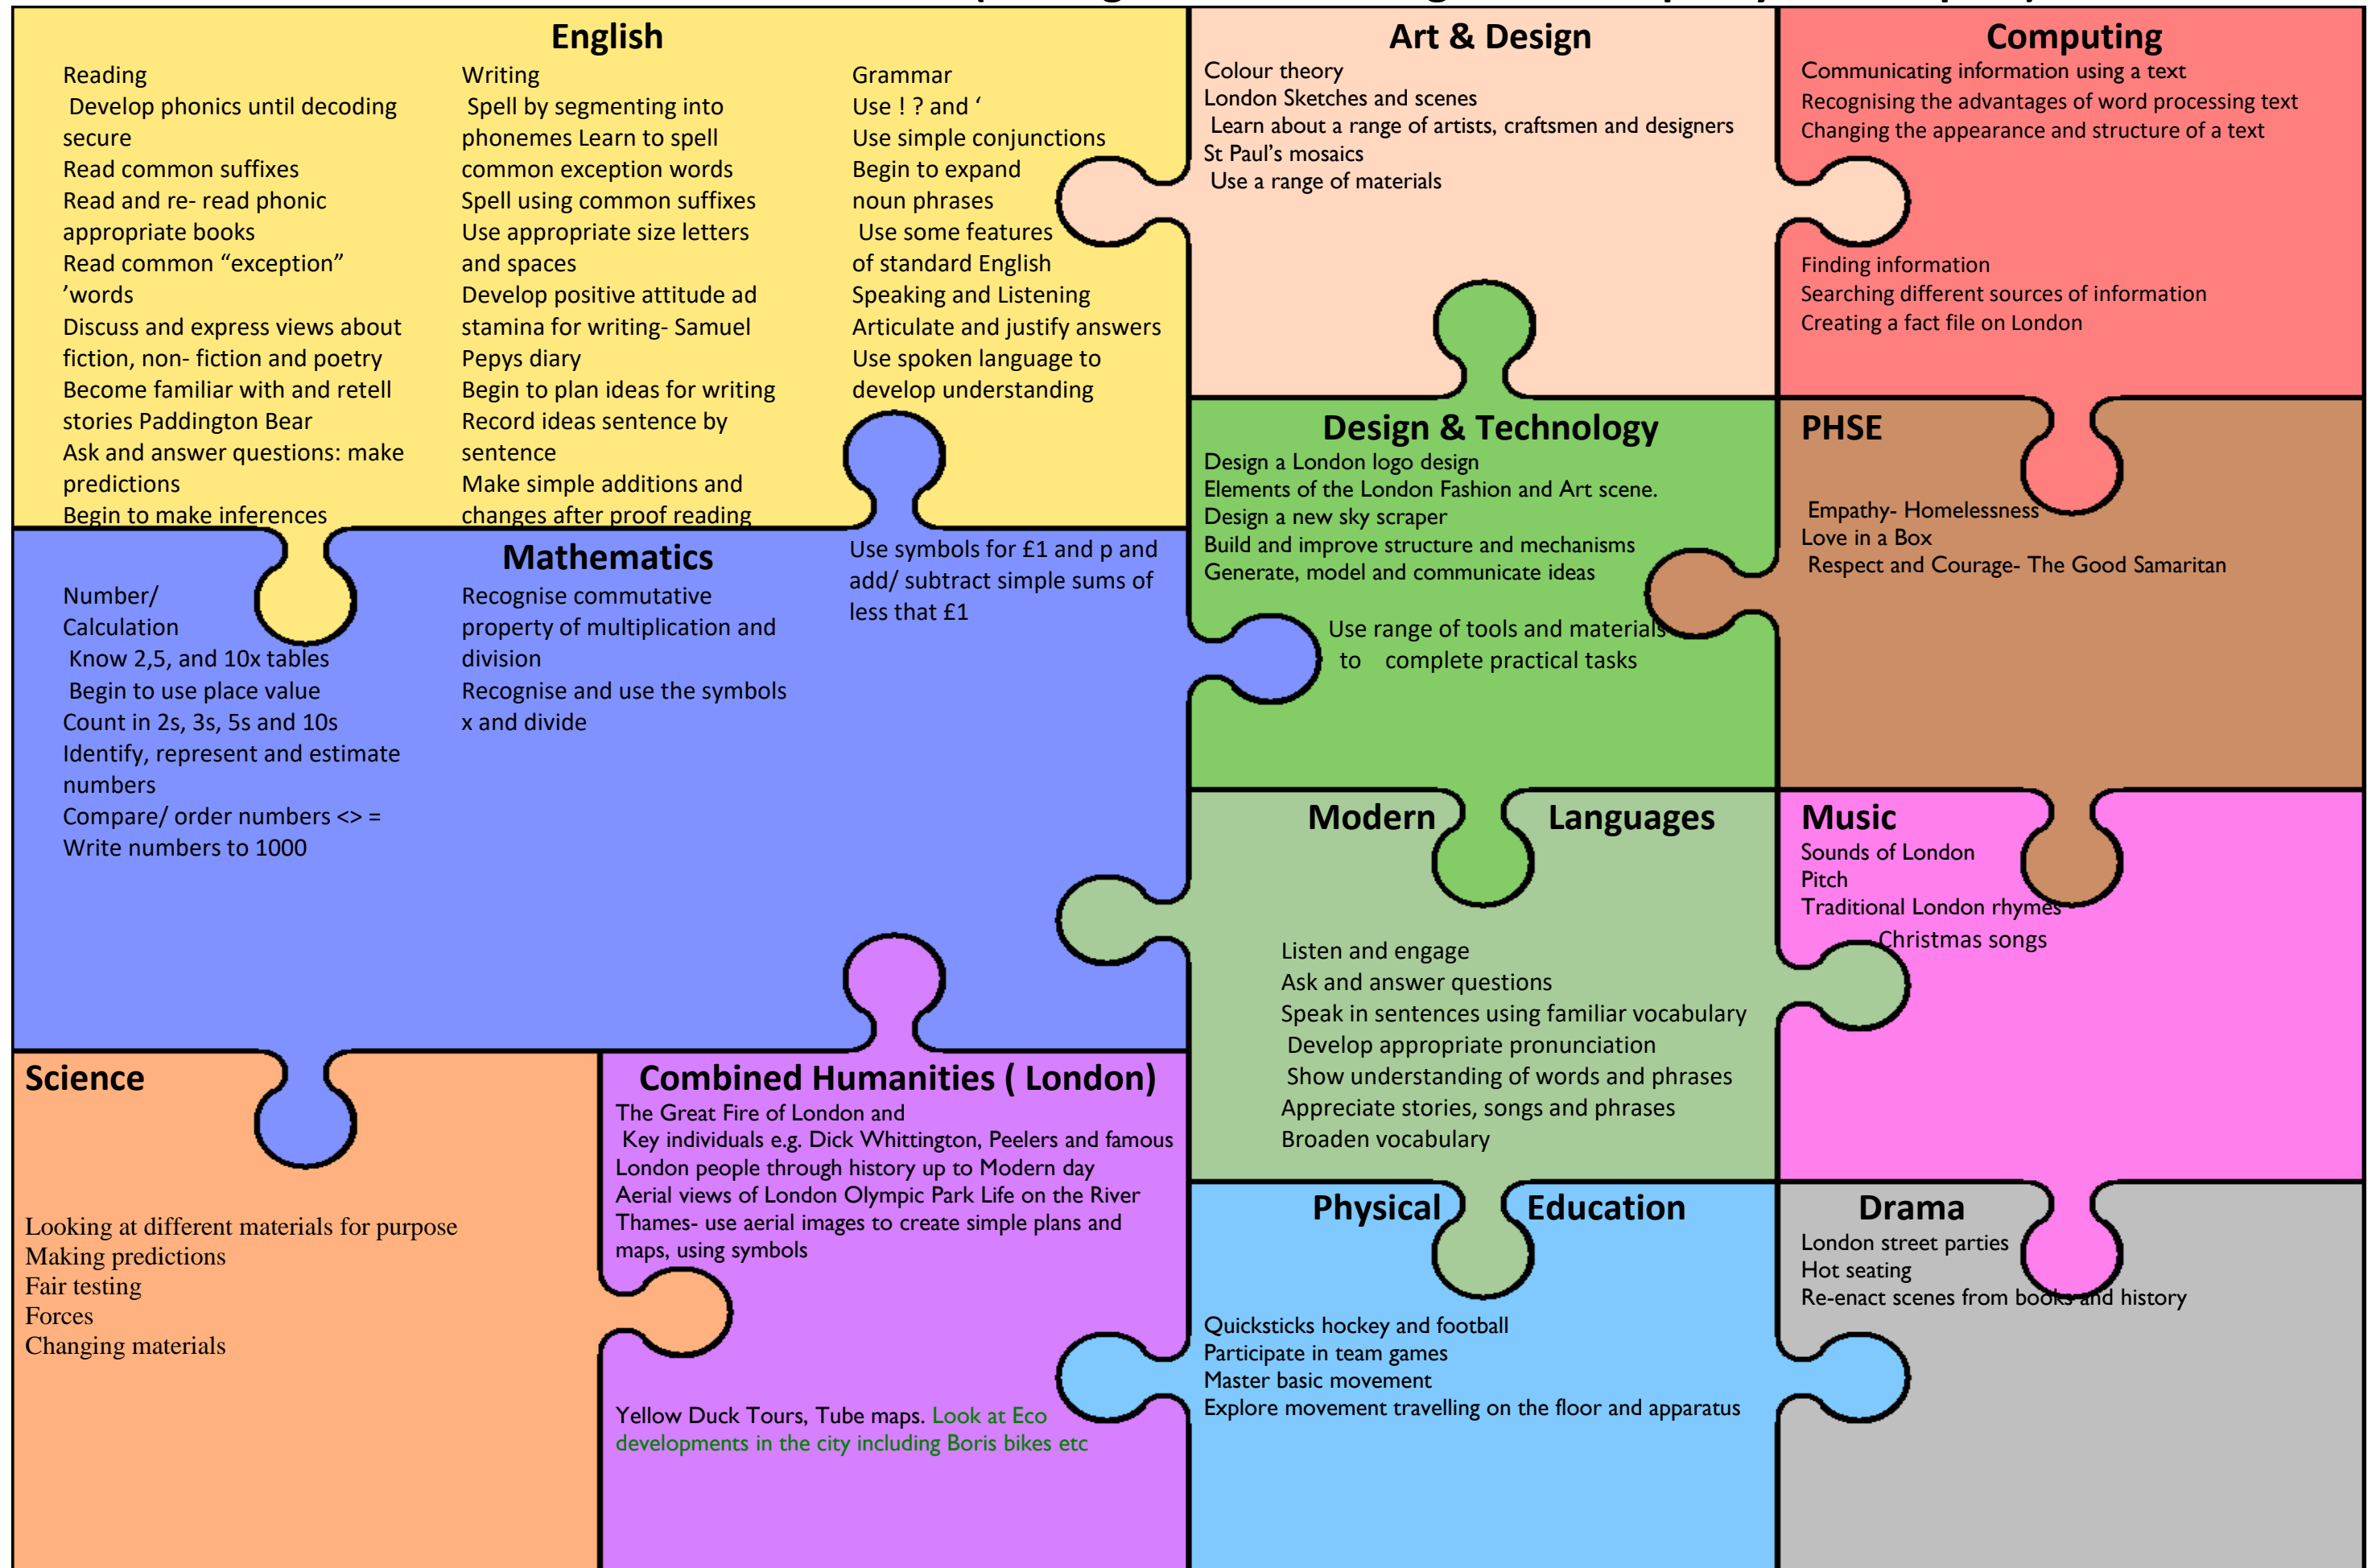 English
Reading
Develop phonics until decoding
secure
Read common suffixes
Read and re- read phonic
appropriate books
Read common “exception”
’words
Discuss and express views about
fiction, non- fiction and poetry
Become familiar with and retell
stories Paddington Bear
Ask and answer questions: make
predictions
Begin to make inferences
Writing
Spell by segmenting into
phonemes Learn to spell
common exception words
Spell using common suffixes
Use appropriate size letters
and spaces
Develop positive attitude ad
stamina for writing- Samuel
Pepys diary
Begin to plan ideas for writing
Record ideas sentence by
sentence
Make simple additions and
changes after proof reading
Grammar
Use ! ? and ‘
Use simple conjunctions
Begin to expand
noun phrases
Use some features
of standard English
Speaking and Listening
Articulate and justify answers
Use spoken language to
develop understanding
Art & Design
Colour theory
London Sketches and scenes
Learn about a range of artists, craftsmen and designers
St Paul’s mosaics
Use a range of materials
Computing
Communicating information using a text
Recognising the advantages of word processing text
Changing the appearance and structure of a text
Finding information
Searching different sources of information
Creating a fact file on London
Mathematics
Number/
Calculation
Know 2,5, and 10x tables
Begin to use place value
Count in 2s, 3s, 5s and 10s
Identify, represent and estimate
numbers
Compare/ order numbers <> =
Write numbers to 1000
Recognise commutative
property of multiplication and
division
Recognise and use the symbols
x and divide
Use symbols for £1 and p and
add/ subtract simple sums of
less that £1
Design & Technology
Design a London logo design
Elements of the London Fashion and Art scene.
Design a new sky scraper
Build and improve structure and mechanisms
Generate, model and communicate ideas
Use range of tools and materials
to complete practical tasks
PHSE
Empathy- Homelessness
Love in a Box
Respect and Courage- The Good Samaritan
Modern Languages
Listen and engage
Ask and answer questions
Speak in sentences using familiar vocabulary
Develop appropriate pronunciation
Show understanding of words and phrases
Appreciate stories, songs and phrases
Broaden vocabulary
Music
Sounds of London
Pitch
Traditional London rhymes
Christmas songs
Science
Looking at different materials for purpose
Making predictions
Fair testing
Forces
Changing materials
Combined Humanities ( London)
The Great Fire of London and
Key individuals e.g. Dick Whittington, Peelers and famous
London people through history up to Modern day
Aerial views of London Olympic Park Life on the River
Thames- use aerial images to create simple plans and
maps, using symbols
Yellow Duck Tours, Tube maps. Look at Eco
developments in the city including Boris bikes etc
Physical Education
Quicksticks hockey and football
Participate in team games
Master basic movement
Explore movement travelling on the floor and apparatus
Drama
London street parties
Hot seating
Re-enact scenes from books and history